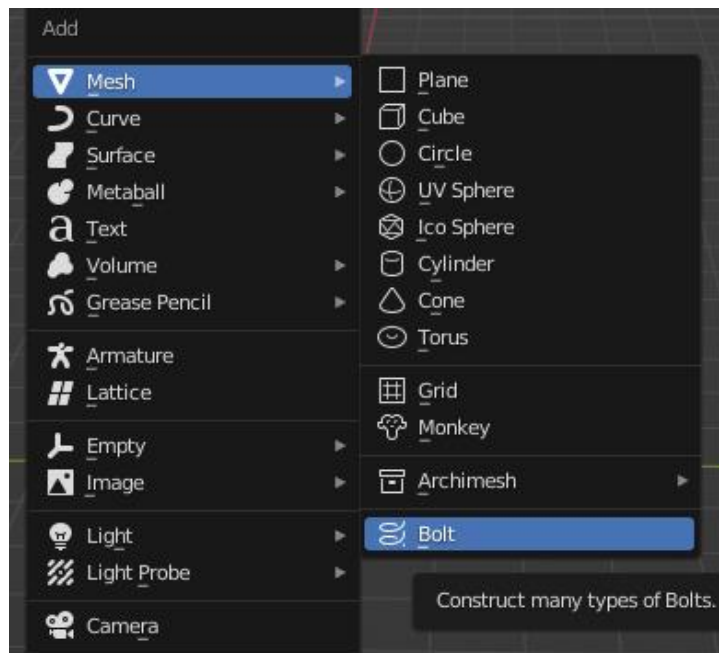 Add
Mesh
Curve
Surface
Metaball
Text
Volume
Grease Pencil
Armature
Lattice
Empty
Image
Light
Light Probe
Camera
Plane
Cube
Circle
UV Sphere
Ico Sphere
Cylinder
Cone
Torus
Grid
Monkey
Archimesh
Bolt
Construct many types of Bolts.